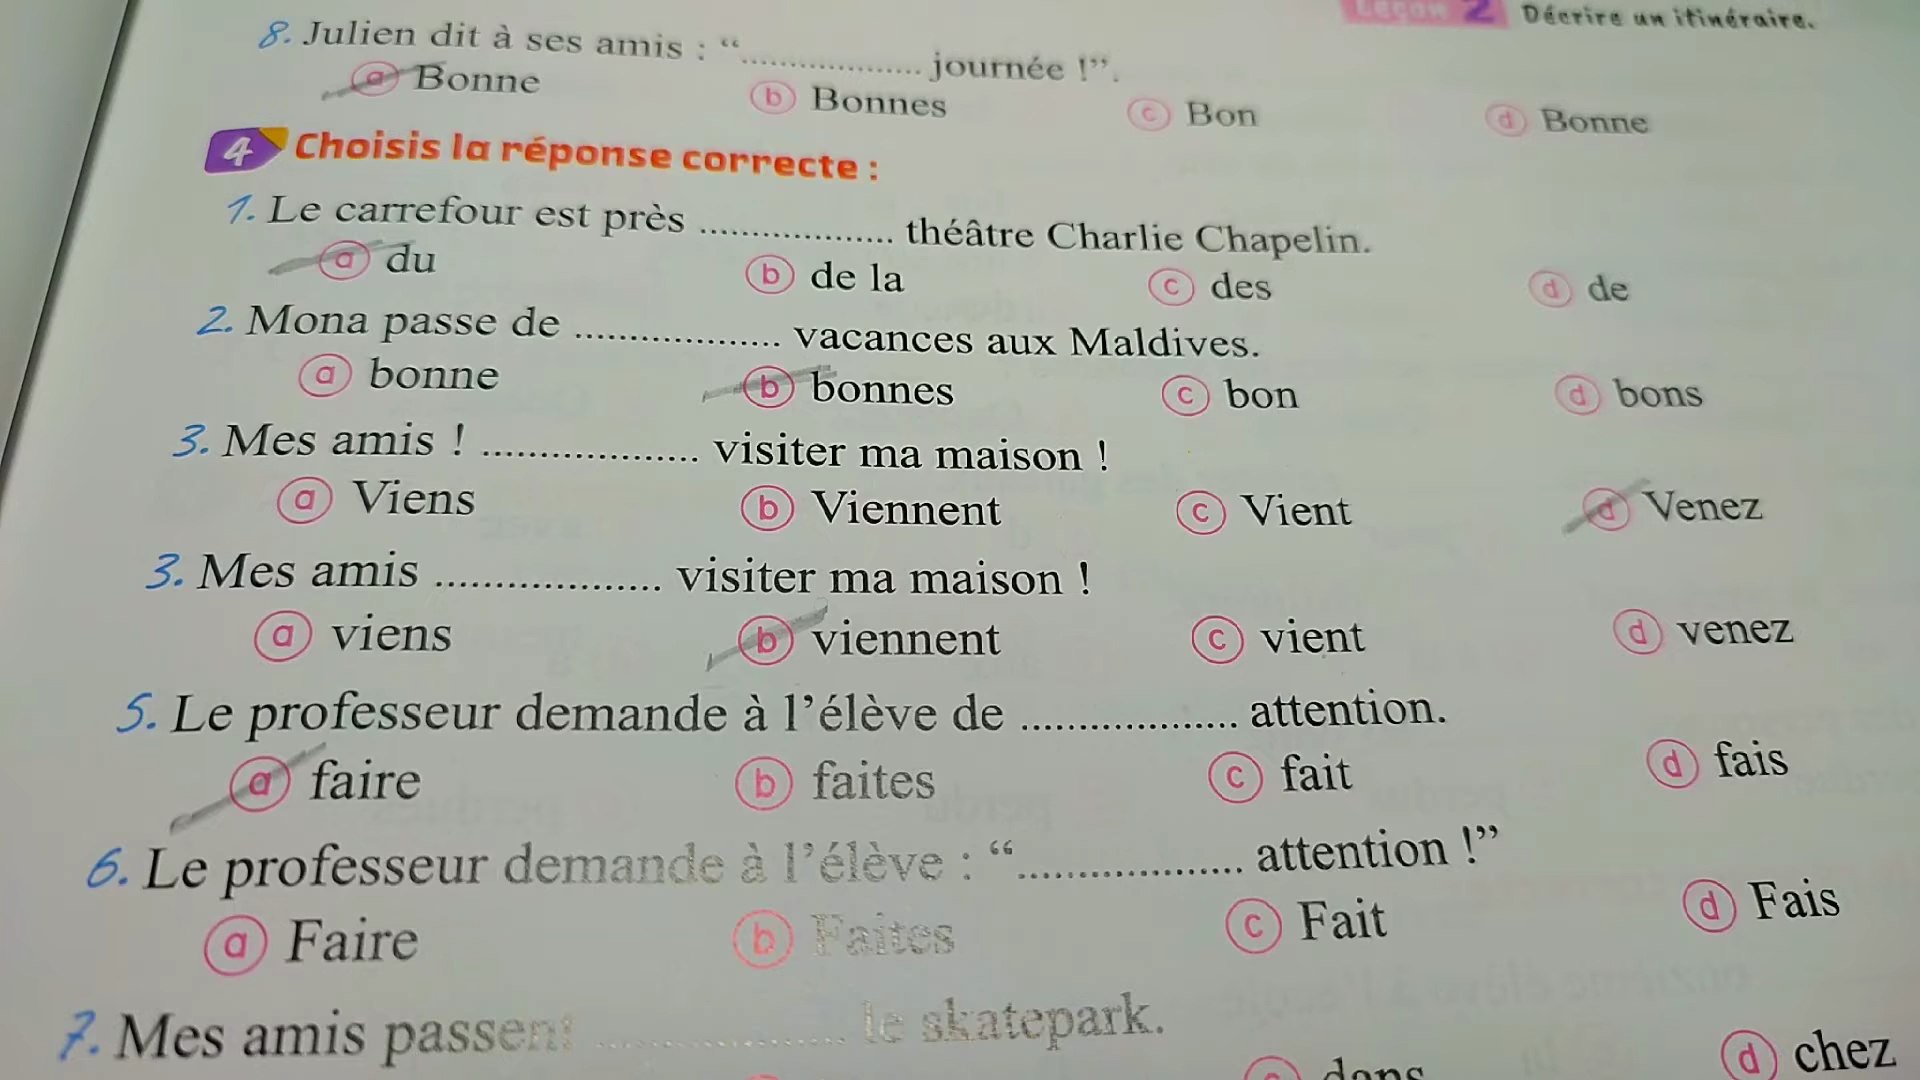 Leçon 2 Décrire un itinéraire.
8. Julien dit à ses amis : “.................. journée !”.
a Bonne b Bonnes c Bon d Bonne
4 Choisis la réponse correcte :
1. Le carrefour est près .................. théâtre Charlie Chapelin.
a du b de la c des d de
2. Mona passe de .................. vacances aux Maldives.
a bonne b bonnes c bon d bons
3. Mes amis ! .................. visiter ma maison !
a Viens b Viennent c Vient d Venez
3. Mes amis .................. visiter ma maison !
a viens b viennent c vient d venez
5. Le professeur demande à l’élève de .................. attention.
a faire b faites c fait d fais
6. Le professeur demande à l’élève : “.................. attention !”
a Faire b Faites c Fait d Fais
7. Mes amis passent .................. le skatepark.
dans d chez